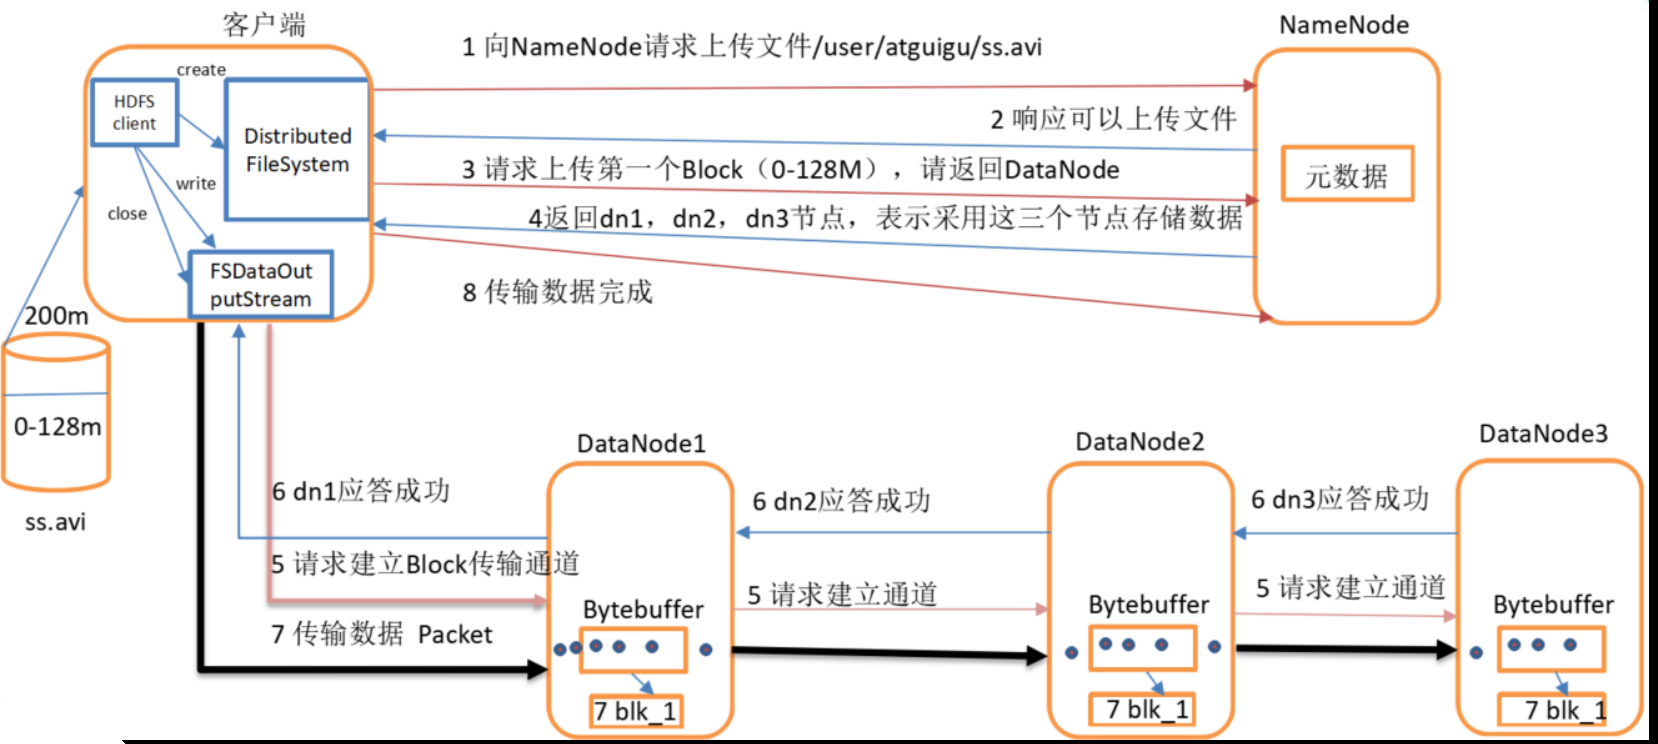 客户端
NameNode
1 向NameNode请求上传文件/user/atguigu/ss.avi
create
HDFS
client
Distributed
FileSystem
2 响应可以上传文件
3 请求上传第一个Block（0-128M），请返回DataNode
元数据
write
close
4返回dn1，dn2，dn3节点，表示采用这三个节点存储数据
FSDataOut
putStream
8 传输数据完成
200m
0-128m
ss.avi
DataNode1
DataNode2
DataNode3
6 dn1应答成功
6 dn2应答成功
6 dn3应答成功
5 请求建立Block传输通道
5 请求建立通道
5 请求建立通道
Bytebuffer
Bytebuffer
Bytebuffer
7 传输数据 Packet
7 blk_1
7 blk_1
7 blk_1